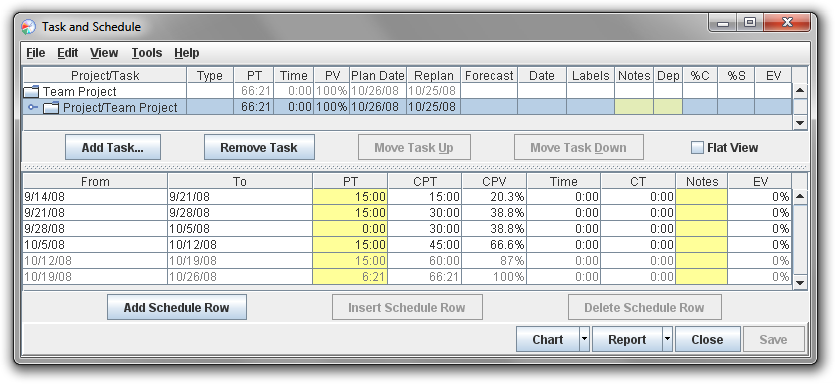 Task and Schedule
File Edit View Tools Help
Project/Task Type PT Time PV Plan Date Replan Forecast Date Labels Notes Dep %C %S EV
Team Project 66:21 0:00 100% 10/26/08 10/25/08
Project/Team Project 66:21 0:00 100% 10/26/08 10/25/08
Add Task... Remove Task Move Task Up Move Task Down Flat View
From To PT CPT CPV Time CT Notes EV
9/14/08 9/21/08 15:00 15:00 20.3% 0:00 0:00 0%
9/21/08 9/28/08 15:00 30:00 38.8% 0:00 0:00 0%
9/28/08 10/5/08 0:00 30:00 38.8% 0:00 0:00 0%
10/5/08 10/12/08 15:00 45:00 66.6% 0:00 0:00 0%
10/12/08 10/19/08 15:00 60:00 87% 0:00 0:00 0%
10/19/08 10/26/08 6:21 66:21 100% 0:00 0:00 0%
Add Schedule Row Insert Schedule Row Delete Schedule Row
Chart Report Close Save